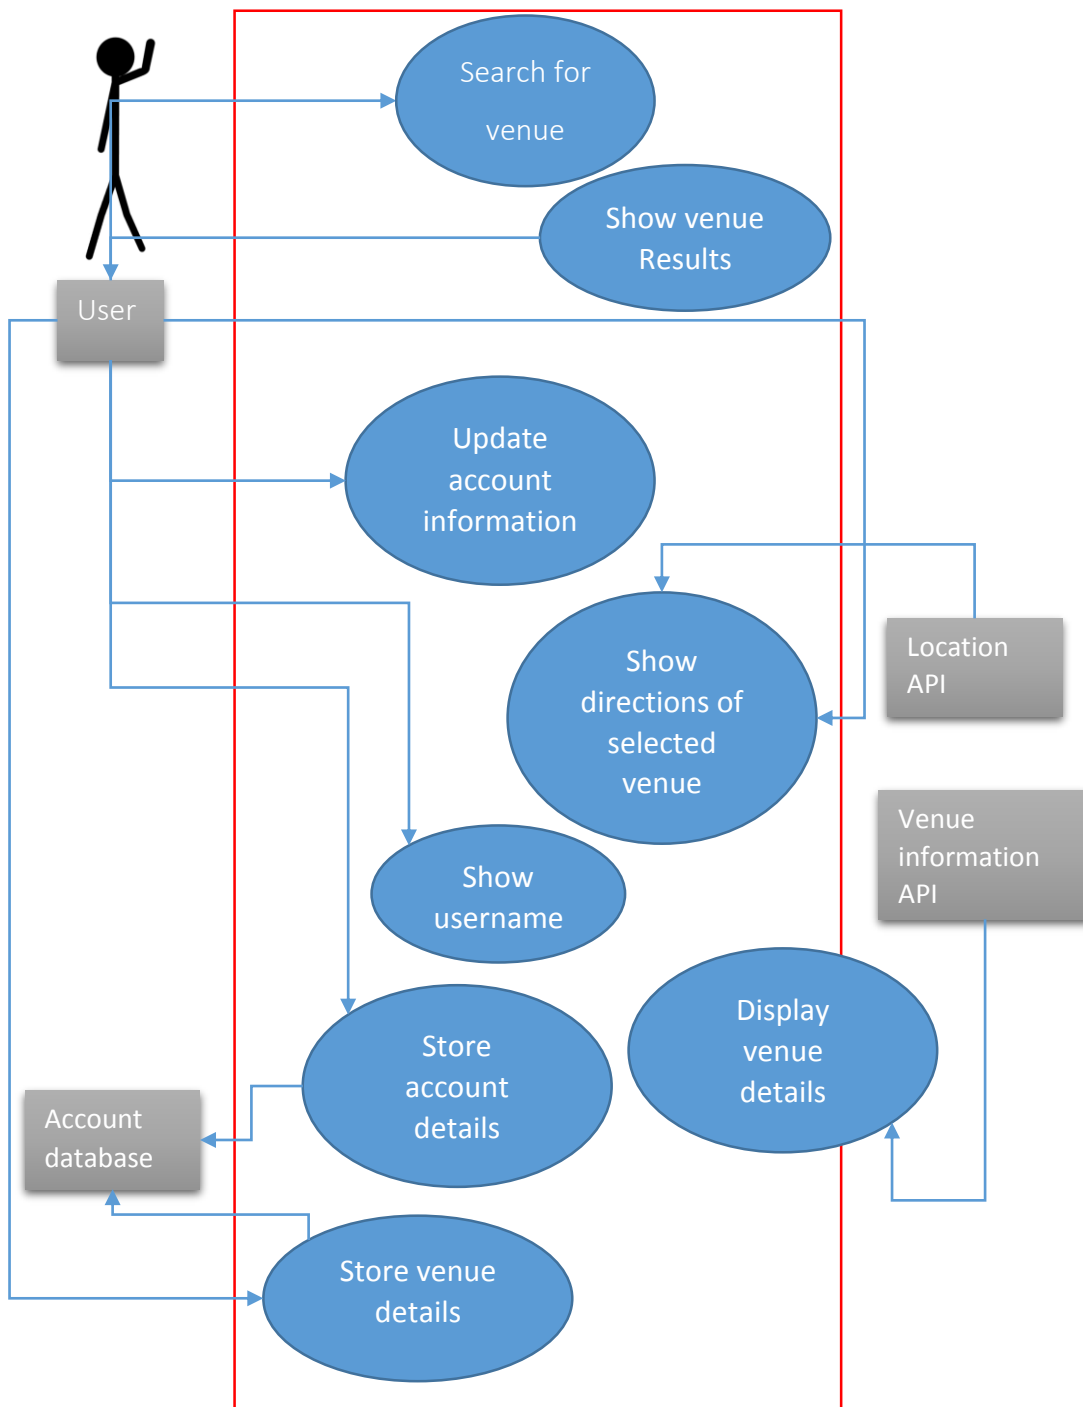 Search for
venue
Show venue
Results
User
Update
account
information
Show
directions of
selected
venue
Location
API
Venue
information
API
Show
username
Display
venue
details
Store
account
details
Account
database
Store venue
details